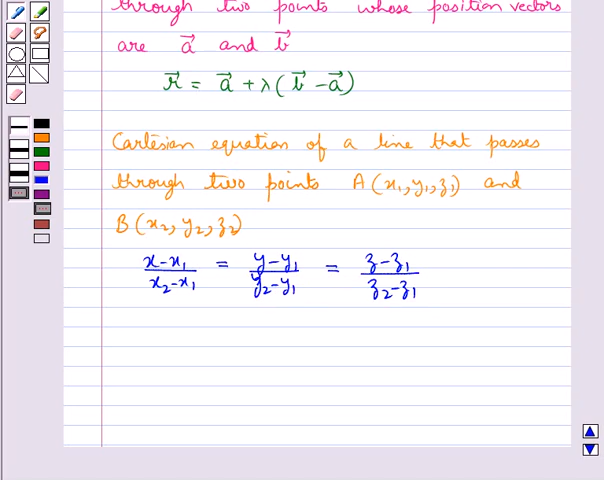 through two points whose position vectors
are a⃗ and b⃗
r⃗ = a⃗ + λ( b⃗ - a⃗ )
Cartesian equation of a line that passes
through two points A(x₁, y₁, z₁) and
B(x₂, y₂, z₂)
(x-x₁)/(x₂-x₁) = (y-y₁)/(y₂-y₁) = (z-z₁)/(z₂-z₁)